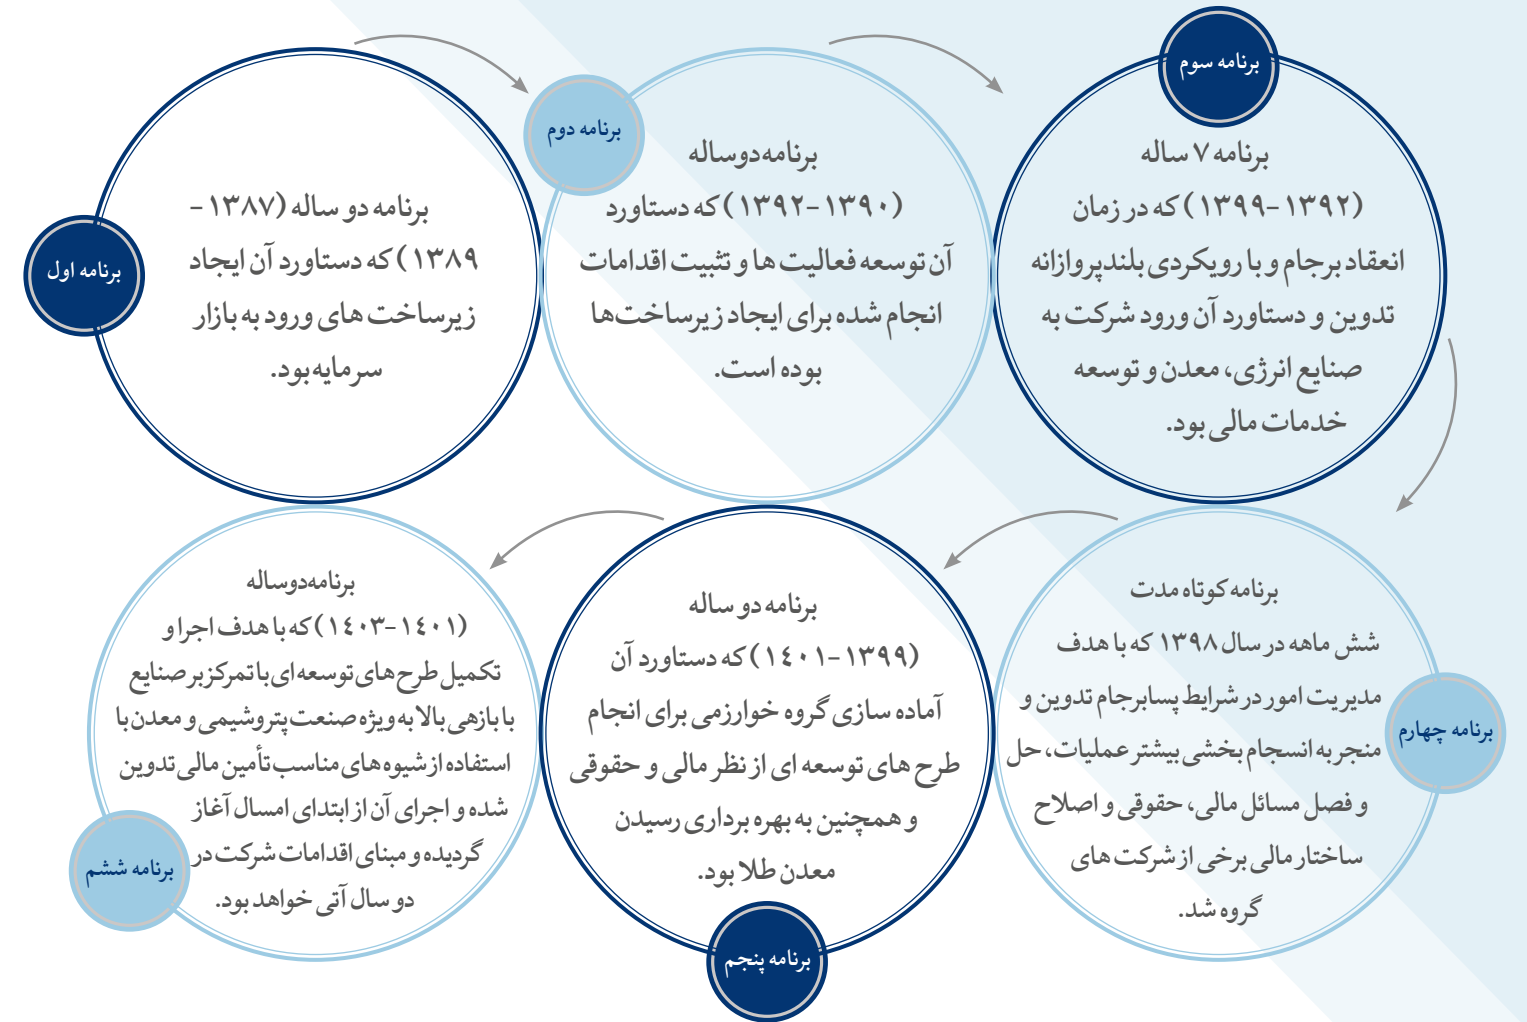 برنامه اول
برنامه دو ساله (۱۳۸۷ -
۱۳۸۹) که دستاورد آن ایجاد
زیرساخت های ورود به بازار
سرمایه بود.
برنامه دوم
برنامه دوساله
(۱۳۹۰-۱۳۹۲) که دستاورد
آن توسعه فعالیت ها و تثبیت اقدامات
انجام شده برای ایجاد زیرساخت‌ها
بوده است.
برنامه سوم
برنامه ۷ ساله
(۱۳۹۲-۱۳۹۹) که در زمان
انعقاد برجام و با رویکردی بلندپروازانه
تدوین و دستاورد آن ورود شرکت به
صنایع انرژی، معدن و توسعه
خدمات مالی بود.
برنامه چهارم
برنامه کوتاه مدت
شش ماهه در سال ۱۳۹۸ که با هدف
مدیریت امور در شرایط پسابرجام تدوین و
منجر به انسجام بخشی بیشتر عملیات، حل
و فصل مسائل مالی، حقوقی و اصلاح
ساختار مالی برخی از شرکت های
گروه شد.
برنامه پنجم
برنامه دو ساله
(۱۳۹۹-۱٤۰۱) که دستاورد آن
آماده سازی گروه خوارزمی برای انجام
طرح های توسعه ای از نظر مالی و حقوقی
و همچنین به بهره برداری رسیدن
معدن طلا بود.
برنامه ششم
برنامه دوساله
(۱٤۰۱-۱٤۰۳) که با هدف اجرا و
تکمیل طرح های توسعه ای با تمرکز بر صنایع
با بازهی بالا به ویژه صنعت پتروشیمی و معدن با
استفاده از شیوه های مناسب تأمین مالی تدوین
شده و اجرای آن از ابتدای امسال آغاز
گردیده و مبنای اقدامات شرکت در
دو سال آتی خواهد بود.